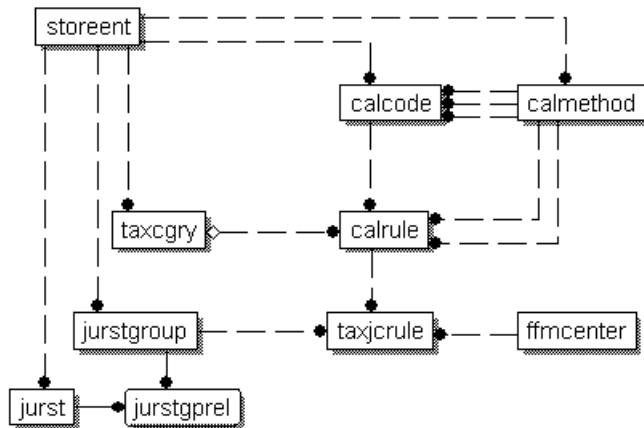 storeent
calcode
calmethod
taxcgry
calrule
jurstgroup
taxjcrule
ffmcenter
jurst
jurstgprel